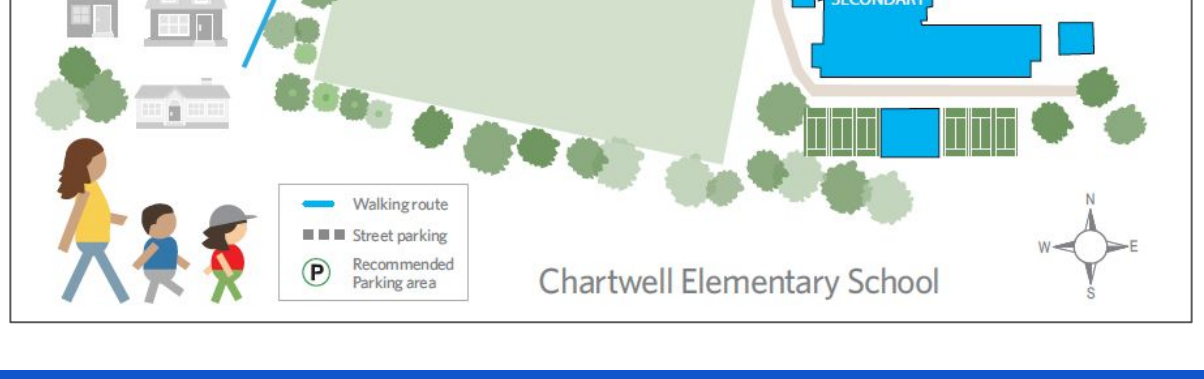 SECONDARY
Walking route
Street parking
P
Recommended
Parking area
Chartwell Elementary School
N
W
E
S